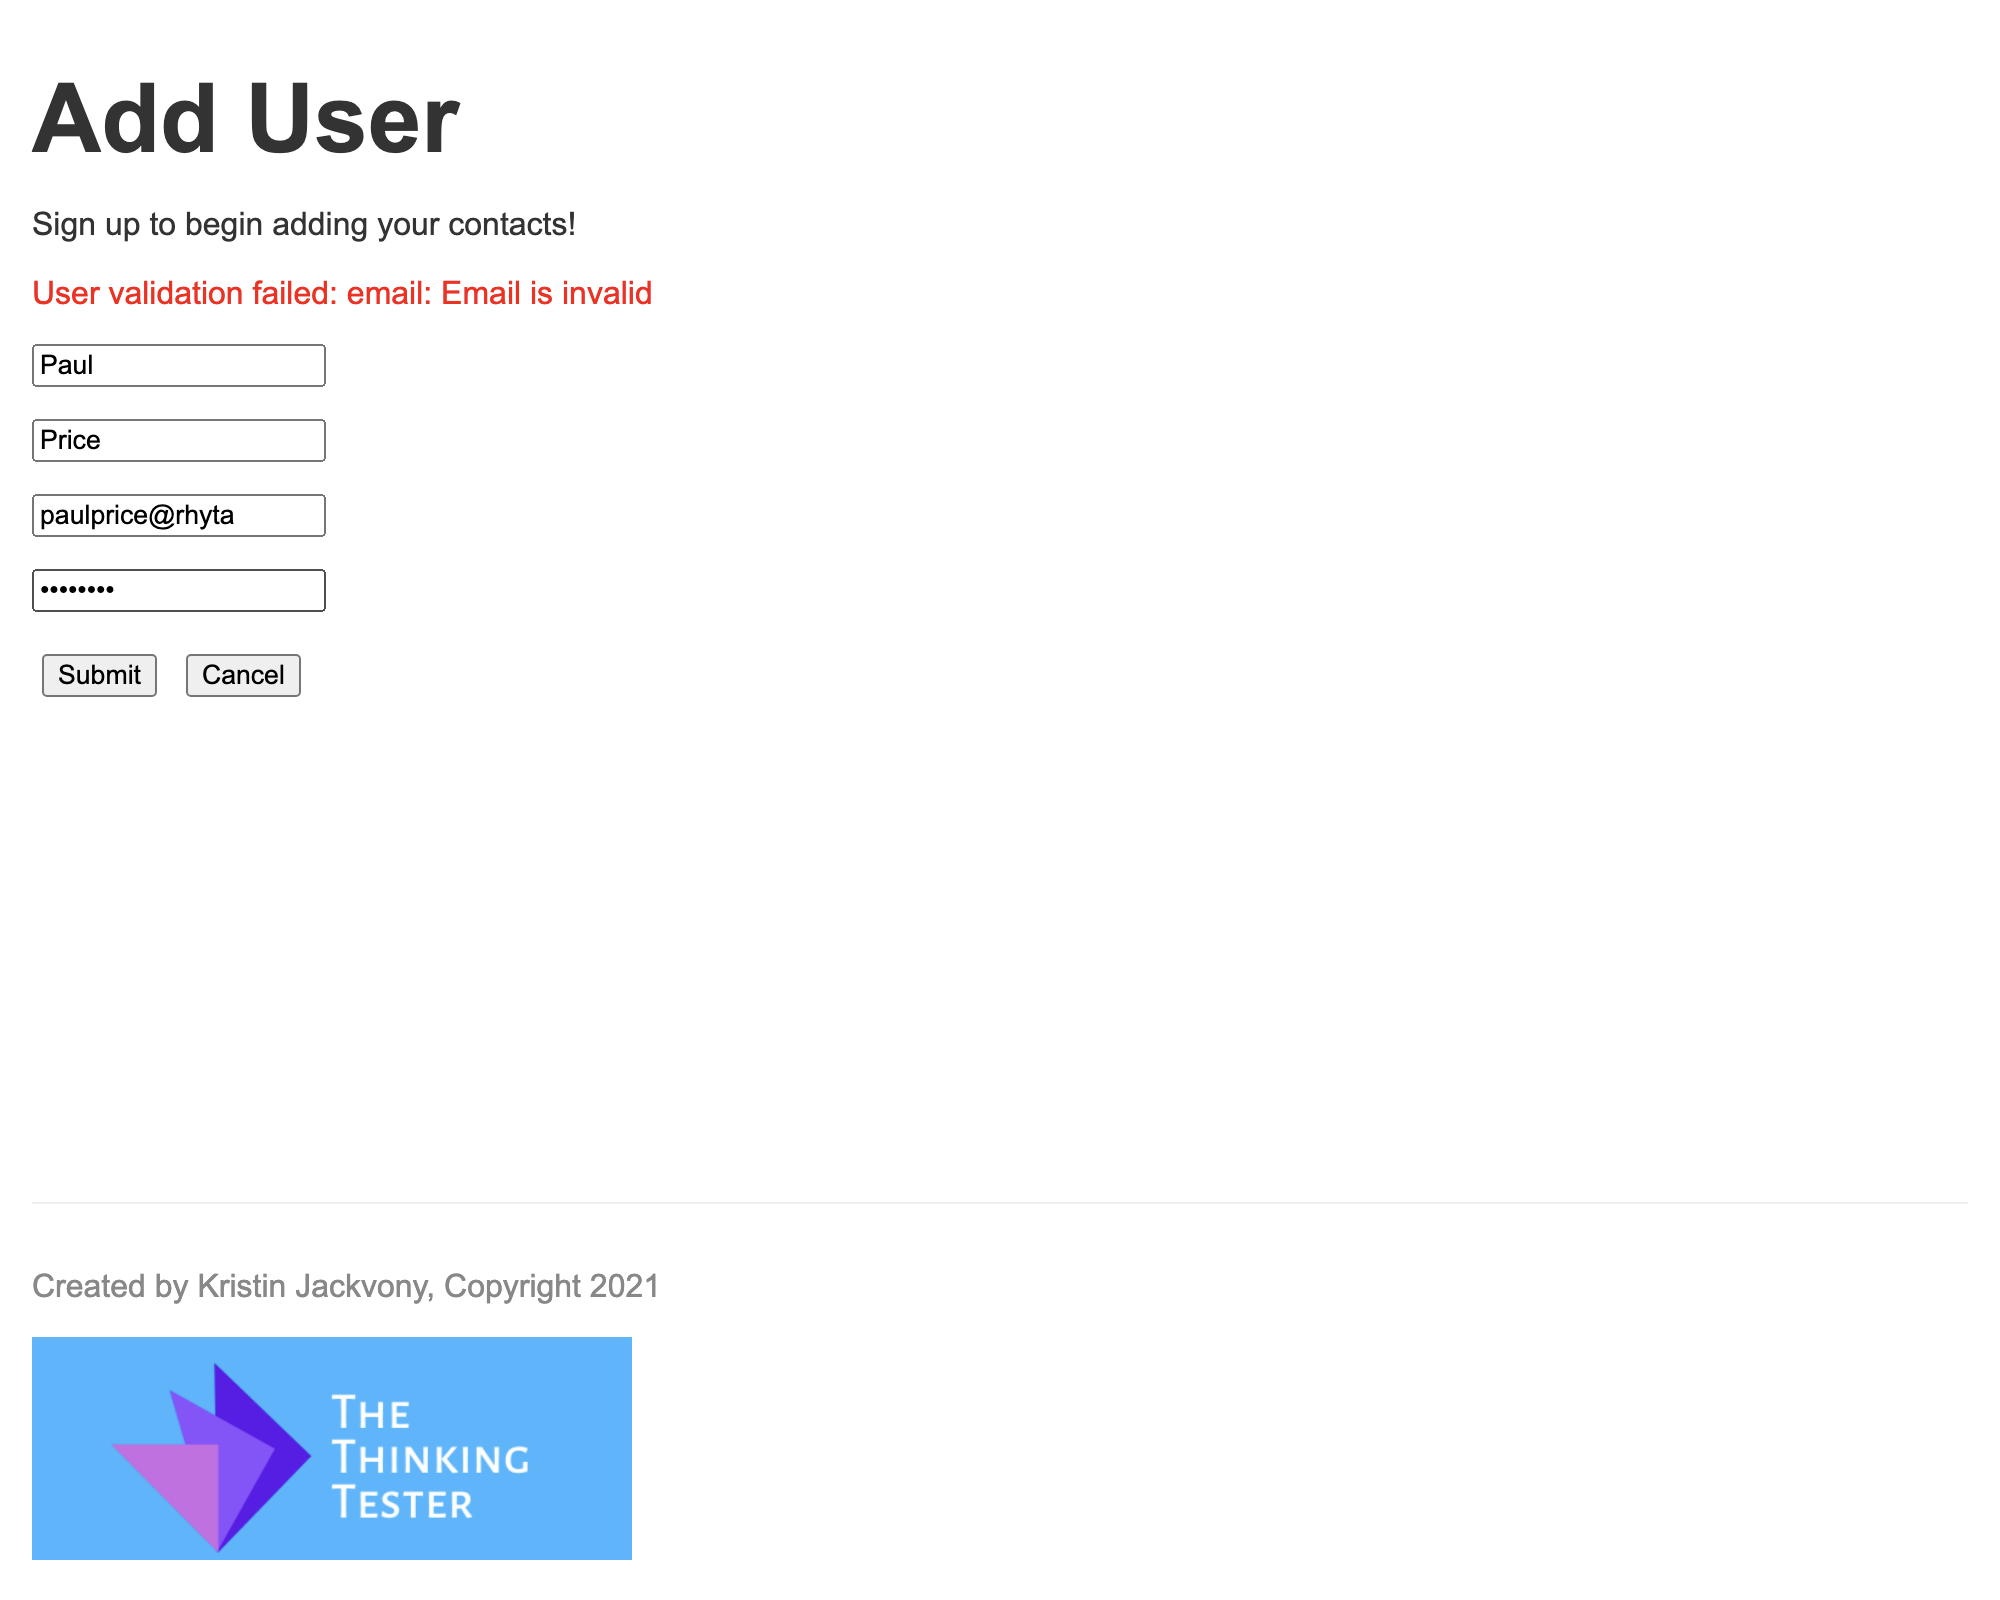 Add User
Sign up to begin adding your contacts!
User validation failed: email: Email is invalid
Paul
Price
paulprice@rhyta
••••••••
Submit Cancel
Created by Kristin Jackvony, Copyright 2021
THE
THINKING
TESTER